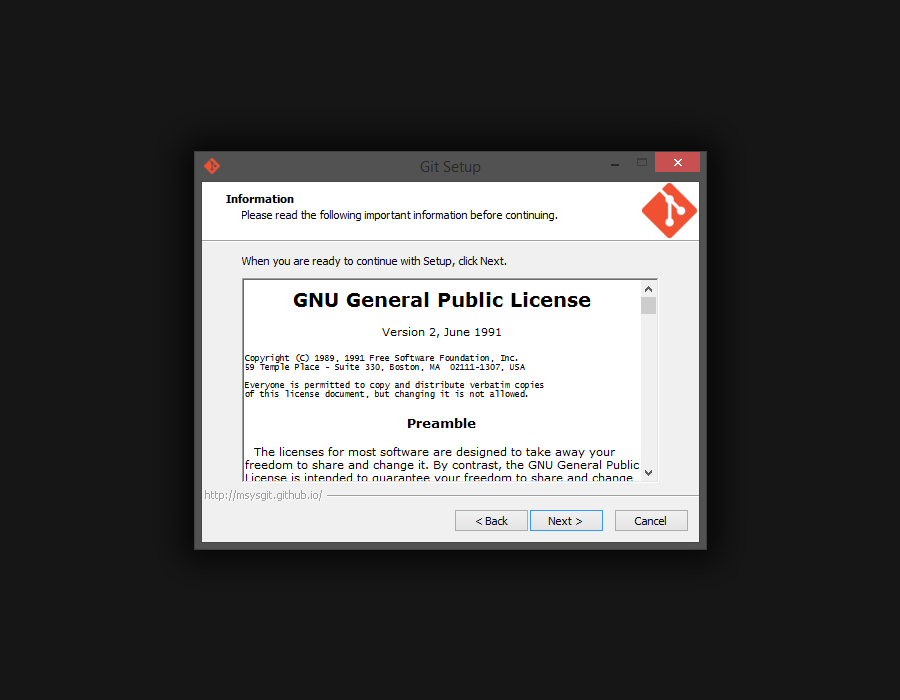 Git Setup
Information
Please read the following important information before continuing.
When you are ready to continue with Setup, click Next.
GNU General Public License
Version 2, June 1991
Copyright (C) 1989, 1991 Free Software Foundation, Inc.
59 Temple Place - Suite 330, Boston, MA  02111-1307, USA
Everyone is permitted to copy and distribute verbatim copies
of this license document, but changing it is not allowed.
Preamble
The licenses for most software are designed to take away your
freedom to share and change it. By contrast, the GNU General Public
License is intended to guarantee your freedom to share and change
http://msysgit.github.io/
< Back
Next >
Cancel